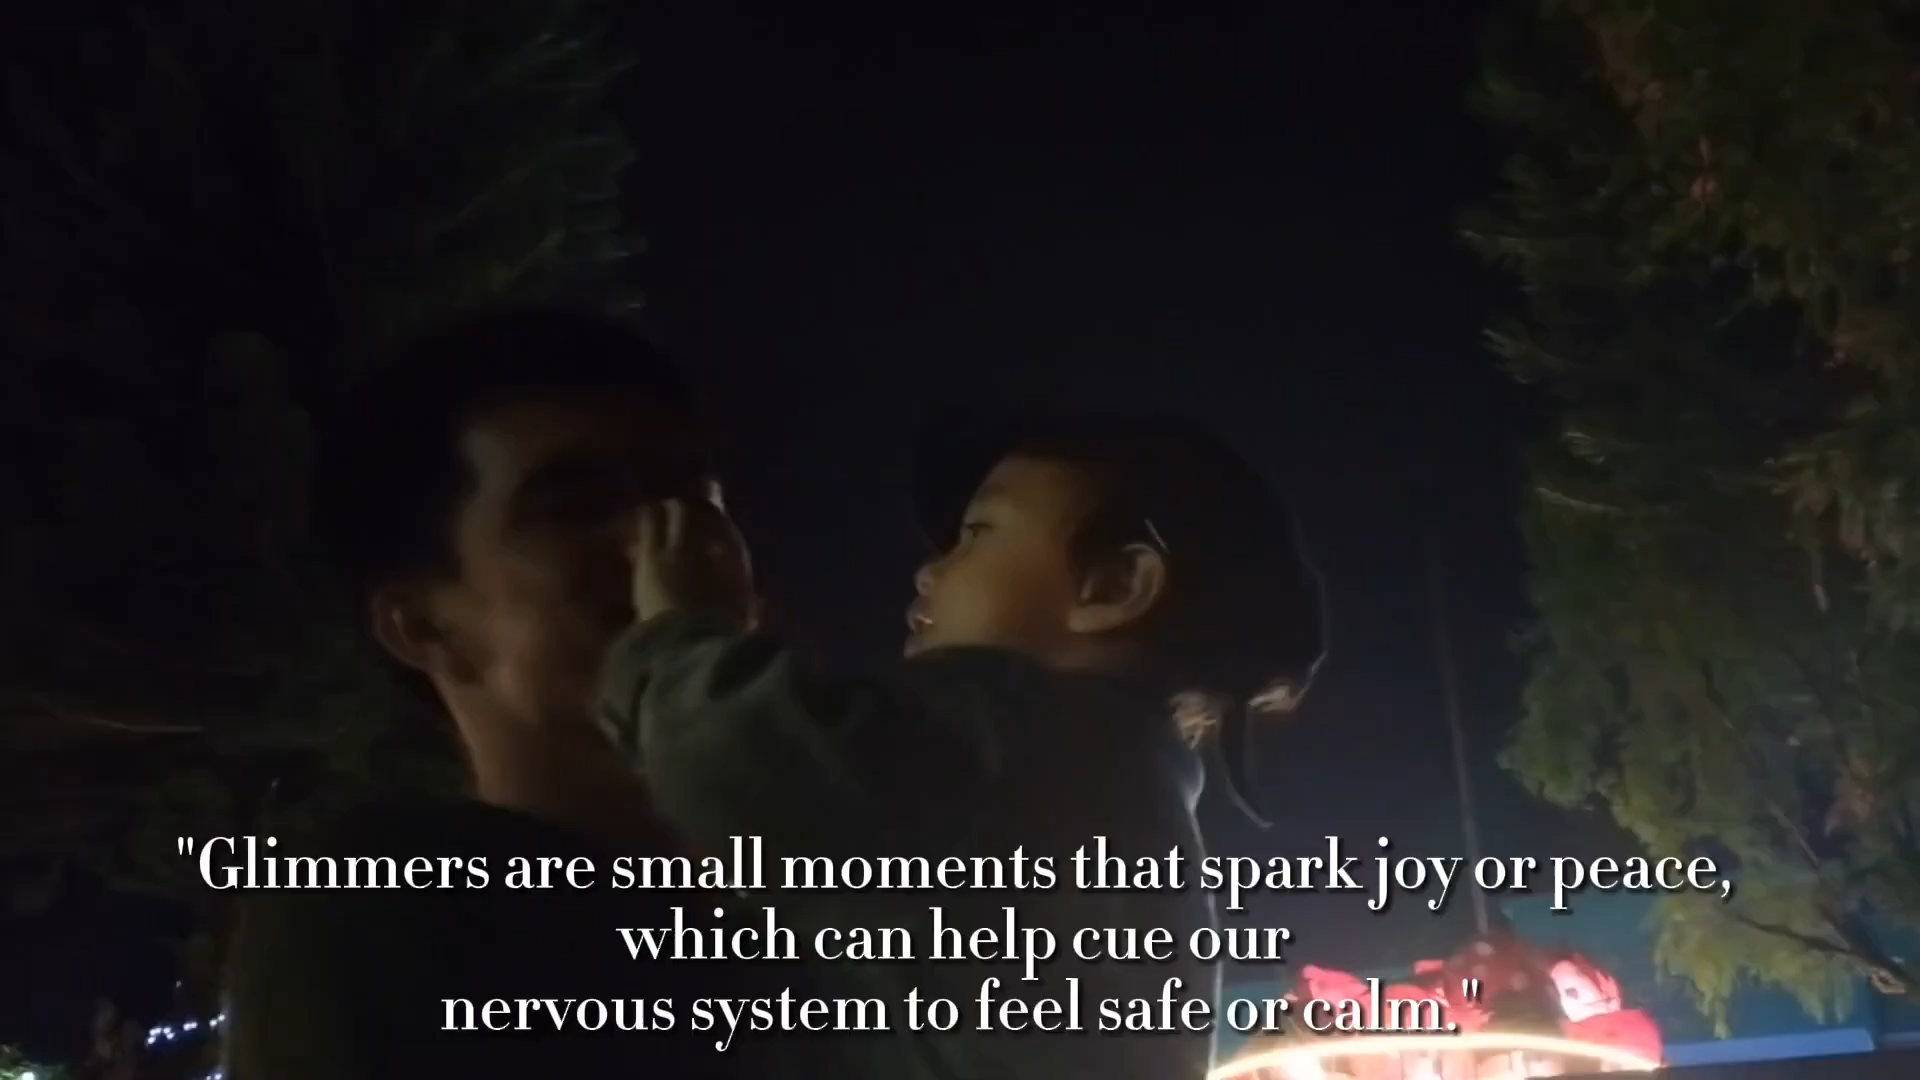 "Glimmers are small moments that spark joy or peace,
which can help cue our
nervous system to feel safe or calm."